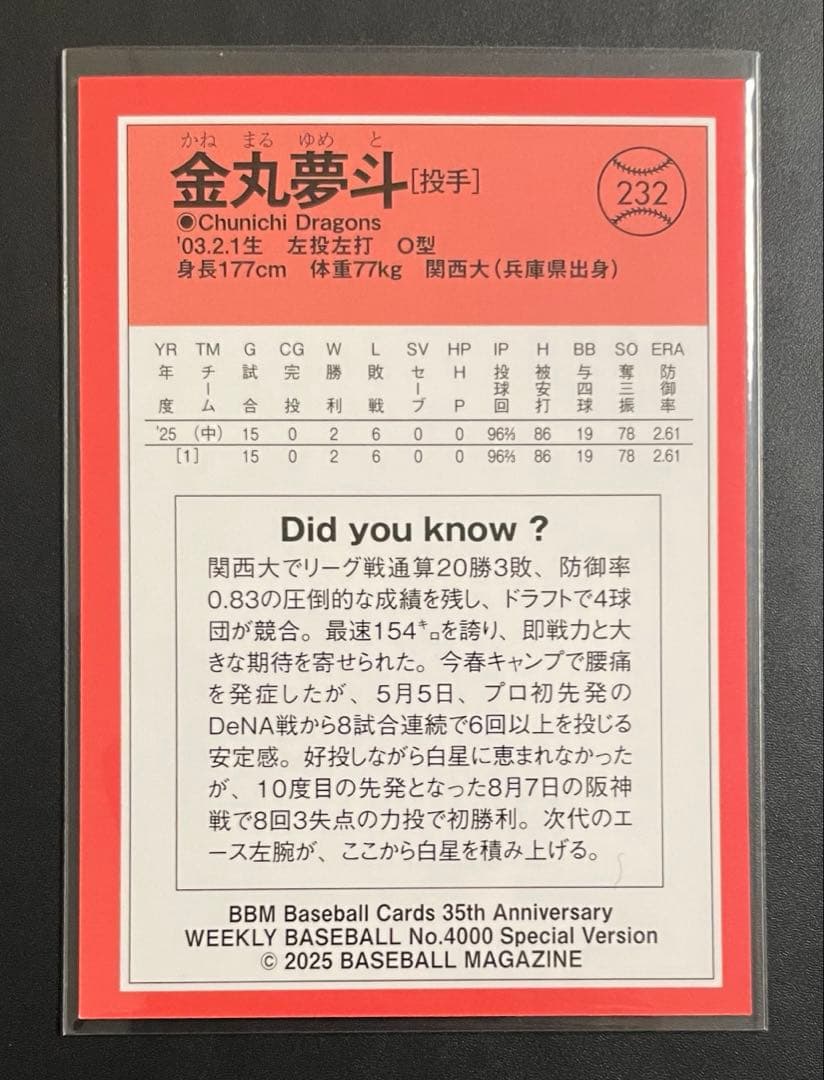 かね まる ゆめ と
金丸夢斗[投手]
232
◉Chunichi Dragons
'03.2.1生 左投左打 O型
身長177cm 体重77kg 関西大(兵庫県出身)
YR TM G CG W L SV HP IP H BB SO ERA
年度 チーム 試合 完投 勝利 敗戦 セーブ HP 投球回 被安打 与四球 奪三振 防御率
'25 (中) 15 0 2 6 0 0 96⅔ 86 19 78 2.61
[1] 15 0 2 6 0 0 96⅔ 86 19 78 2.61
Did you know ?
関西大でリーグ戦通算20勝3敗、防御率
0.83の圧倒的な成績を残し、ドラフトで4球
団が競合。最速154㌔を誇り、即戦力と大
きな期待を寄せられた。今春キャンプで腰痛
を発症したが、5月5日、プロ初先発の
DeNA戦から8試合連続で6回以上を投じる
安定感。好投しながら白星に恵まれなかった
が、10度目の先発となった8月7日の阪神
戦で8回3失点の力投で初勝利。次代のエ
ース左腕が、ここから白星を積み上げる。
BBM Baseball Cards 35th Anniversary
WEEKLY BASEBALL No.4000 Special Version
© 2025 BASEBALL MAGAZINE